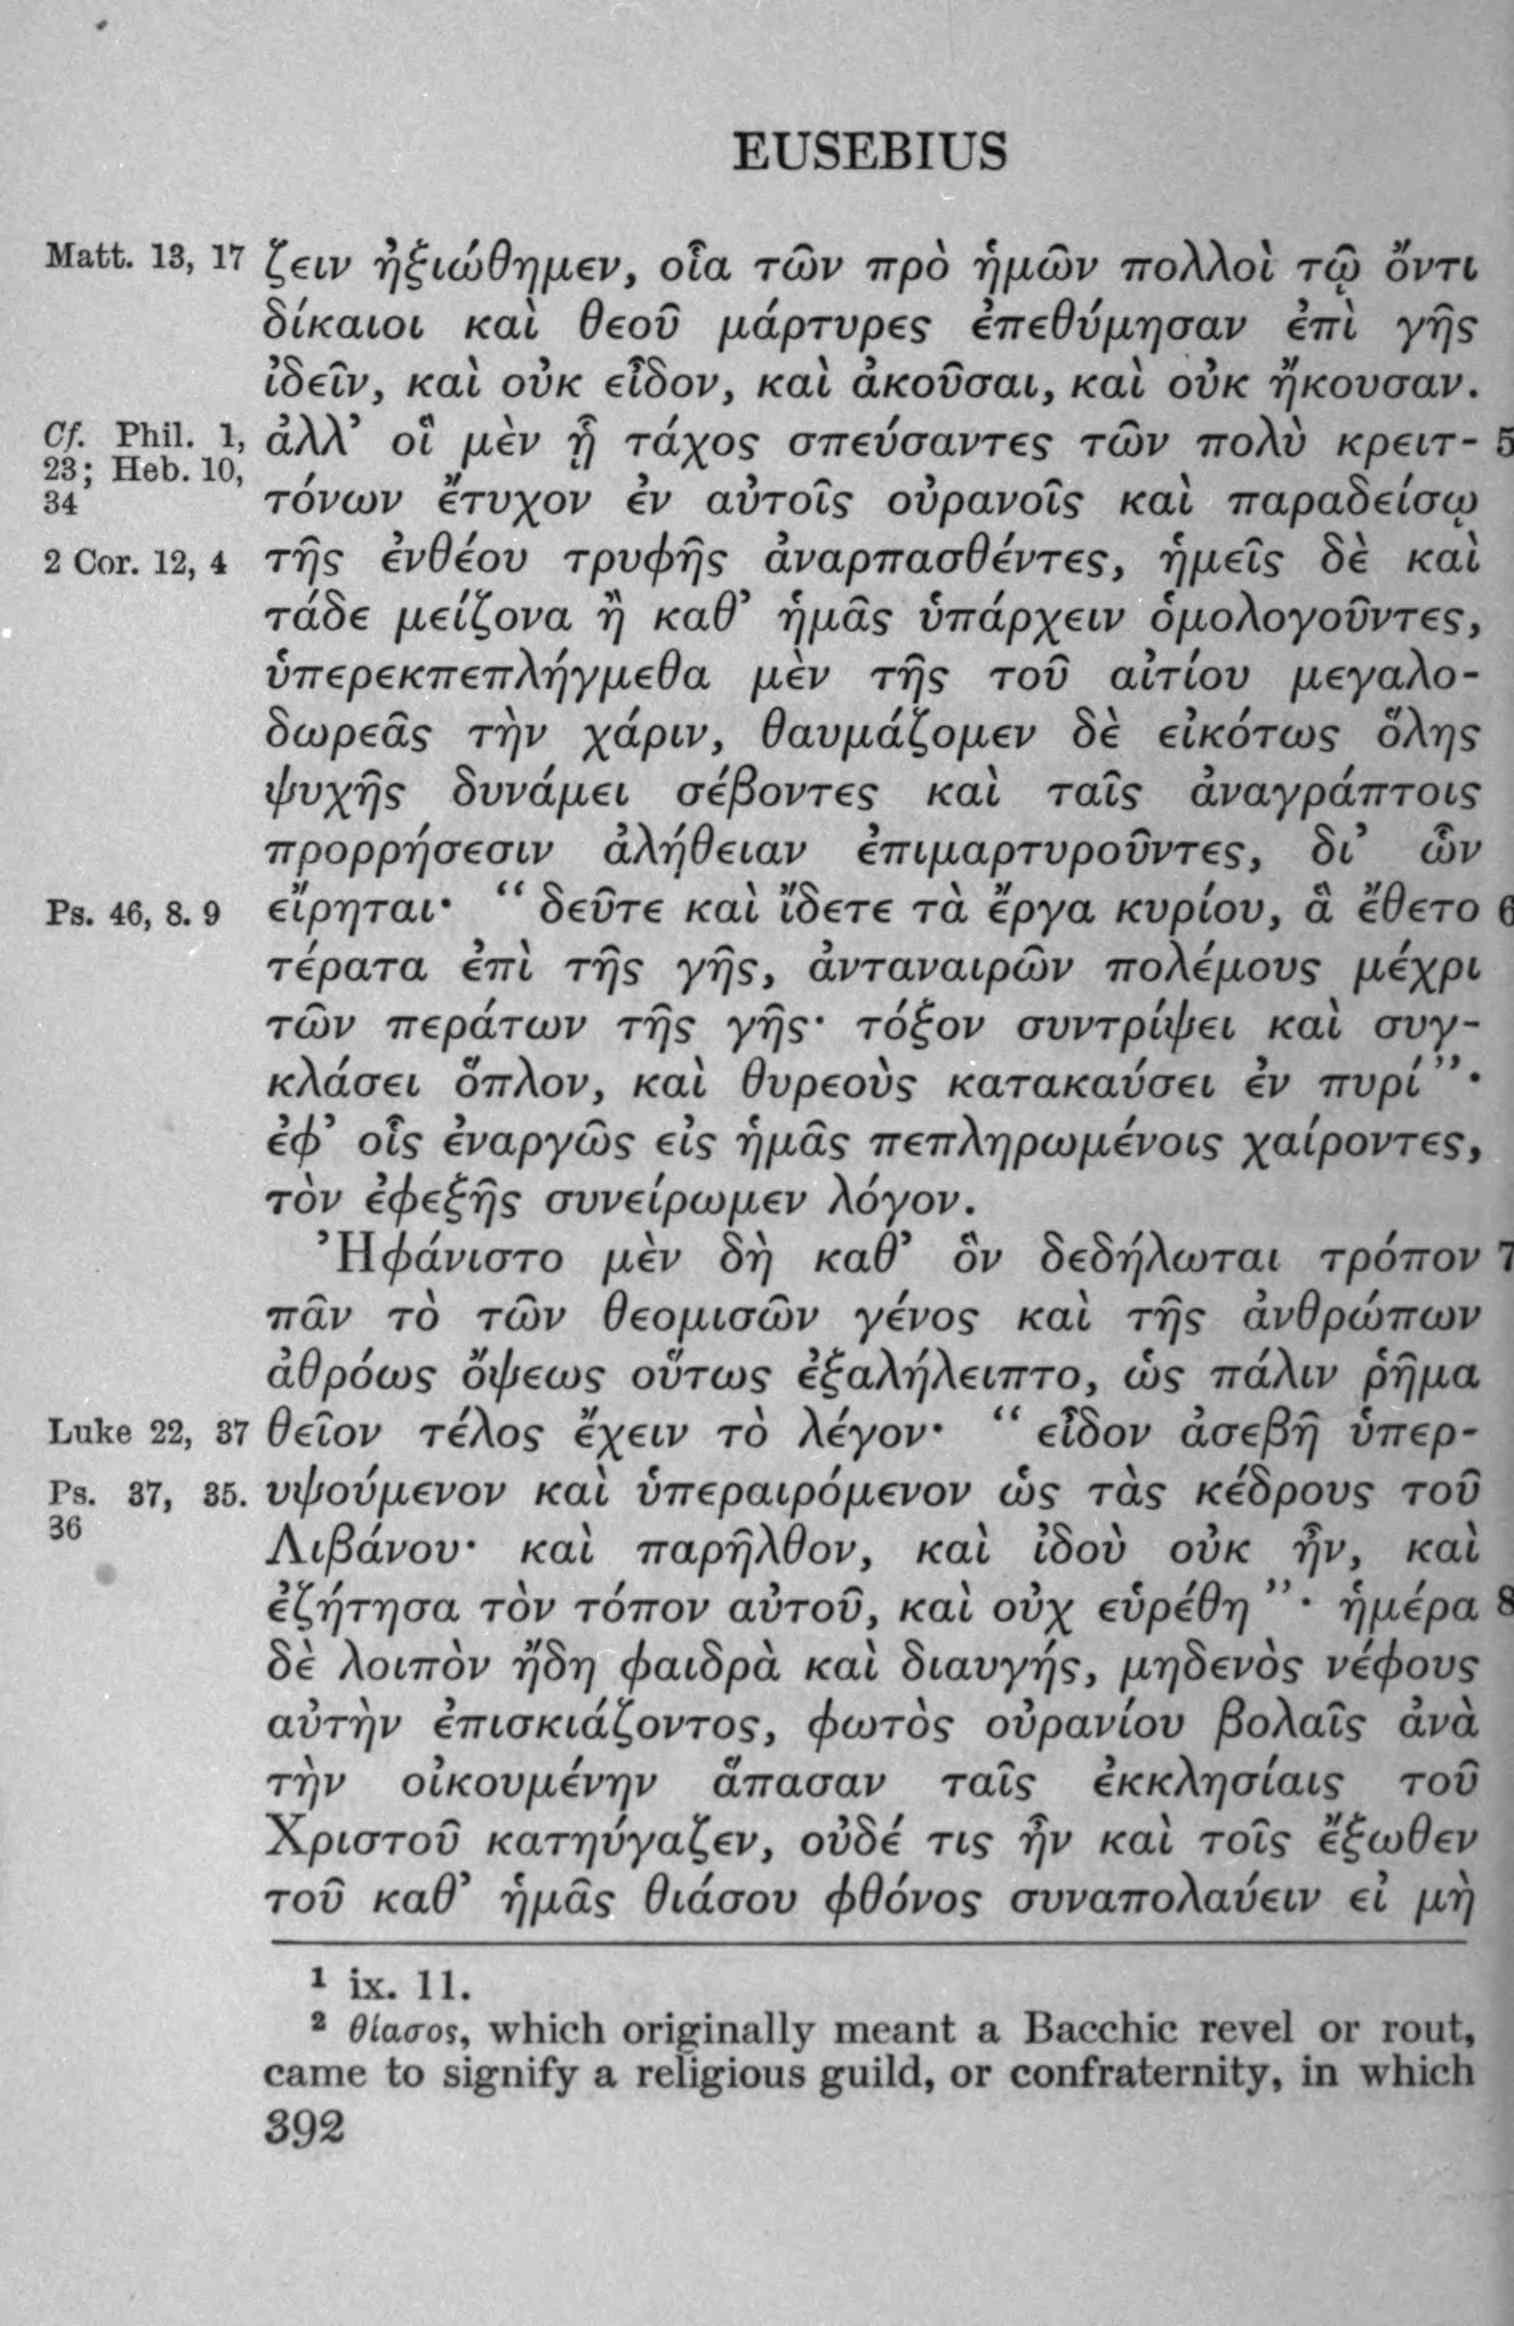 EUSEBIUS
Matt. 13, 17 ζειν ἠξιώθημεν, οἷα τῶν πρὸ ἡμῶν πολλοὶ τῷ ὄντι
δίκαιοι καὶ θεοῦ μάρτυρες ἐπεθύμησαν ἐπὶ γῆς
ἰδεῖν, καὶ οὐκ εἶδον, καὶ ἀκοῦσαι, καὶ οὐκ ἤκουσαν.
Cf. Phil. 1, ἀλλ’ οἳ μὲν ᾗ τάχος σπεύσαντες τῶν πολὺ κρειτ- 5
23; Heb. 10,
34 τόνων ἔτυχον ἐν αὐτοῖς οὐρανοῖς καὶ παραδείσῳ
2 Cor. 12, 4 τῆς ἐνθέου τρυφῆς ἀναρπασθέντες, ἡμεῖς δὲ καὶ
τάδε μείζονα ἢ καθ’ ἡμᾶς ὑπάρχειν ὁμολογοῦντες,
ὑπερεκπεπλήγμεθα μὲν τῆς τοῦ αἰτίου μεγαλο-
δωρεᾶς τὴν χάριν, θαυμάζομεν δὲ εἰκότως ὅλης
ψυχῆς δυνάμει σέβοντες καὶ ταῖς ἀναγράπτοις
προρρήσεσιν ἀλήθειαν ἐπιμαρτυροῦντες, δι’ ὧν
Ps. 46, 8. 9 εἴρηται· “ δεῦτε καὶ ἴδετε τὰ ἔργα κυρίου, ἃ ἔθετο 6
τέρατα ἐπὶ τῆς γῆς, ἀνταναιρῶν πολέμους μέχρι
τῶν περάτων τῆς γῆς· τόξον συντρίψει καὶ συγ-
κλάσει ὅπλον, καὶ θυρεοὺς κατακαύσει ἐν πυρί ”·
ἐφ’ οἷς ἐναργῶς εἰς ἡμᾶς πεπληρωμένοις χαίροντες,
τὸν ἐφεξῆς συνείρωμεν λόγον.
Ἠφάνιστο μὲν δὴ καθ’ ὃν δεδήλωται τρόπον 7
πᾶν τὸ τῶν θεομισῶν γένος καὶ τῆς ἀνθρώπων
ἀθρόως ὄψεως οὕτως ἐξαλήλειπτο, ὡς πάλιν ῥῆμα
Luke 22, 37 θεῖον τέλος ἔχειν τὸ λέγον· “ εἶδον ἀσεβῆ ὑπερ-
Ps. 37, 35. υψούμενον καὶ ὑπεραιρόμενον ὡς τὰς κέδρους τοῦ
36
Λιβάνου· καὶ παρῆλθον, καὶ ἰδοὺ οὐκ ἦν, καὶ
ἐζήτησα τὸν τόπον αὐτοῦ, καὶ οὐχ εὑρέθη ”· ἡμέρα 8
δὲ λοιπὸν ἤδη φαιδρὰ καὶ διαυγής, μηδενὸς νέφους
αὐτὴν ἐπισκιάζοντος, φωτὸς οὐρανίου βολαῖς ἀνὰ
τὴν οἰκουμένην ἅπασαν ταῖς ἐκκλησίαις τοῦ
Χριστοῦ κατηύγαζεν, οὐδέ τις ἦν καὶ τοῖς ἔξωθεν
τοῦ καθ’ ἡμᾶς θιάσου φθόνος συναπολαύειν εἰ μὴ
¹ ix. 11.
² θίασος, which originally meant a Bacchic revel or rout,
came to signify a religious guild, or confraternity, in which
392